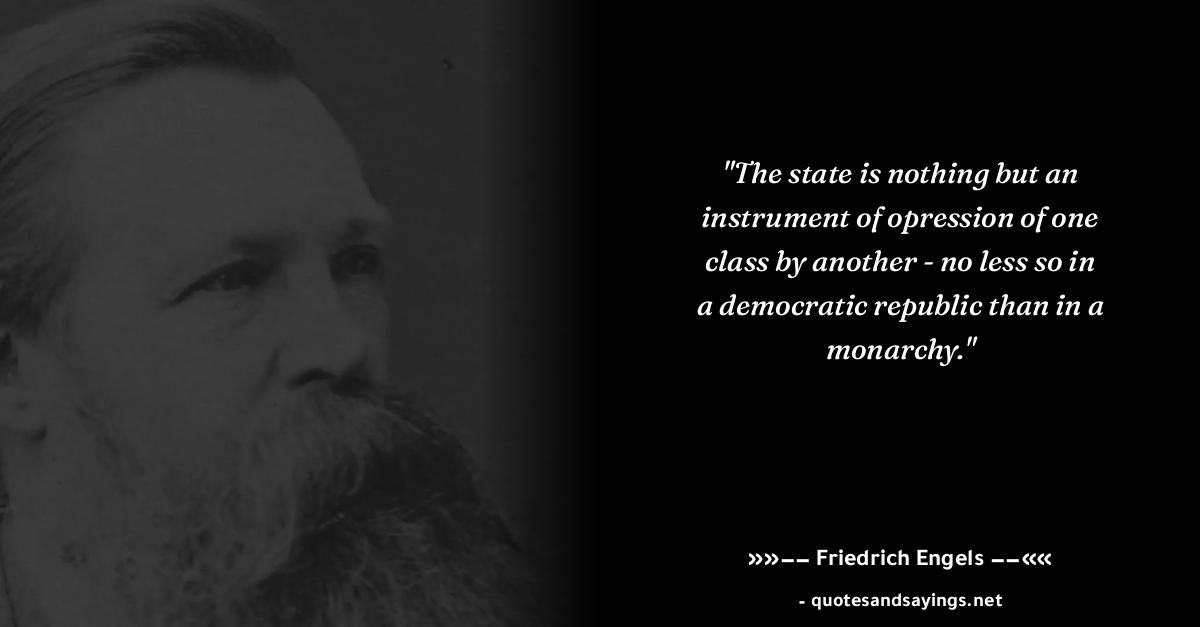 "The state is nothing but an
instrument of opression of one
class by another - no less so in
a democratic republic than in a
monarchy."
»»–– Friedrich Engels ––««
- quotesandsayings.net